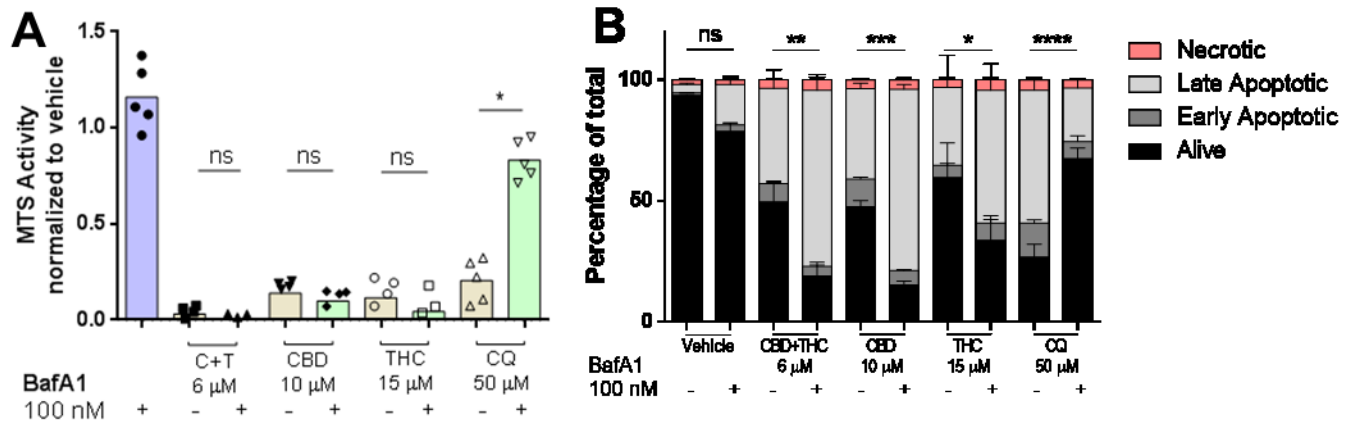 A
MTS Activity
normalized to vehicle
1.5
1.0
0.5
0.0
ns
ns
ns
*
C+T
CBD
THC
CQ
6 µM
10 µM
15 µM
50 µM
BafA1
100 nM
+ - + - + - + - +
B
Percentage of total
100
50
0
ns
**
***
*
****
Necrotic
Late Apoptotic
Early Apoptotic
Alive
Vehicle
CBD+THC
CBD
THC
CQ
6 µM
10 µM
15 µM
50 µM
BafA1
100 nM
- + - + - + - + - +